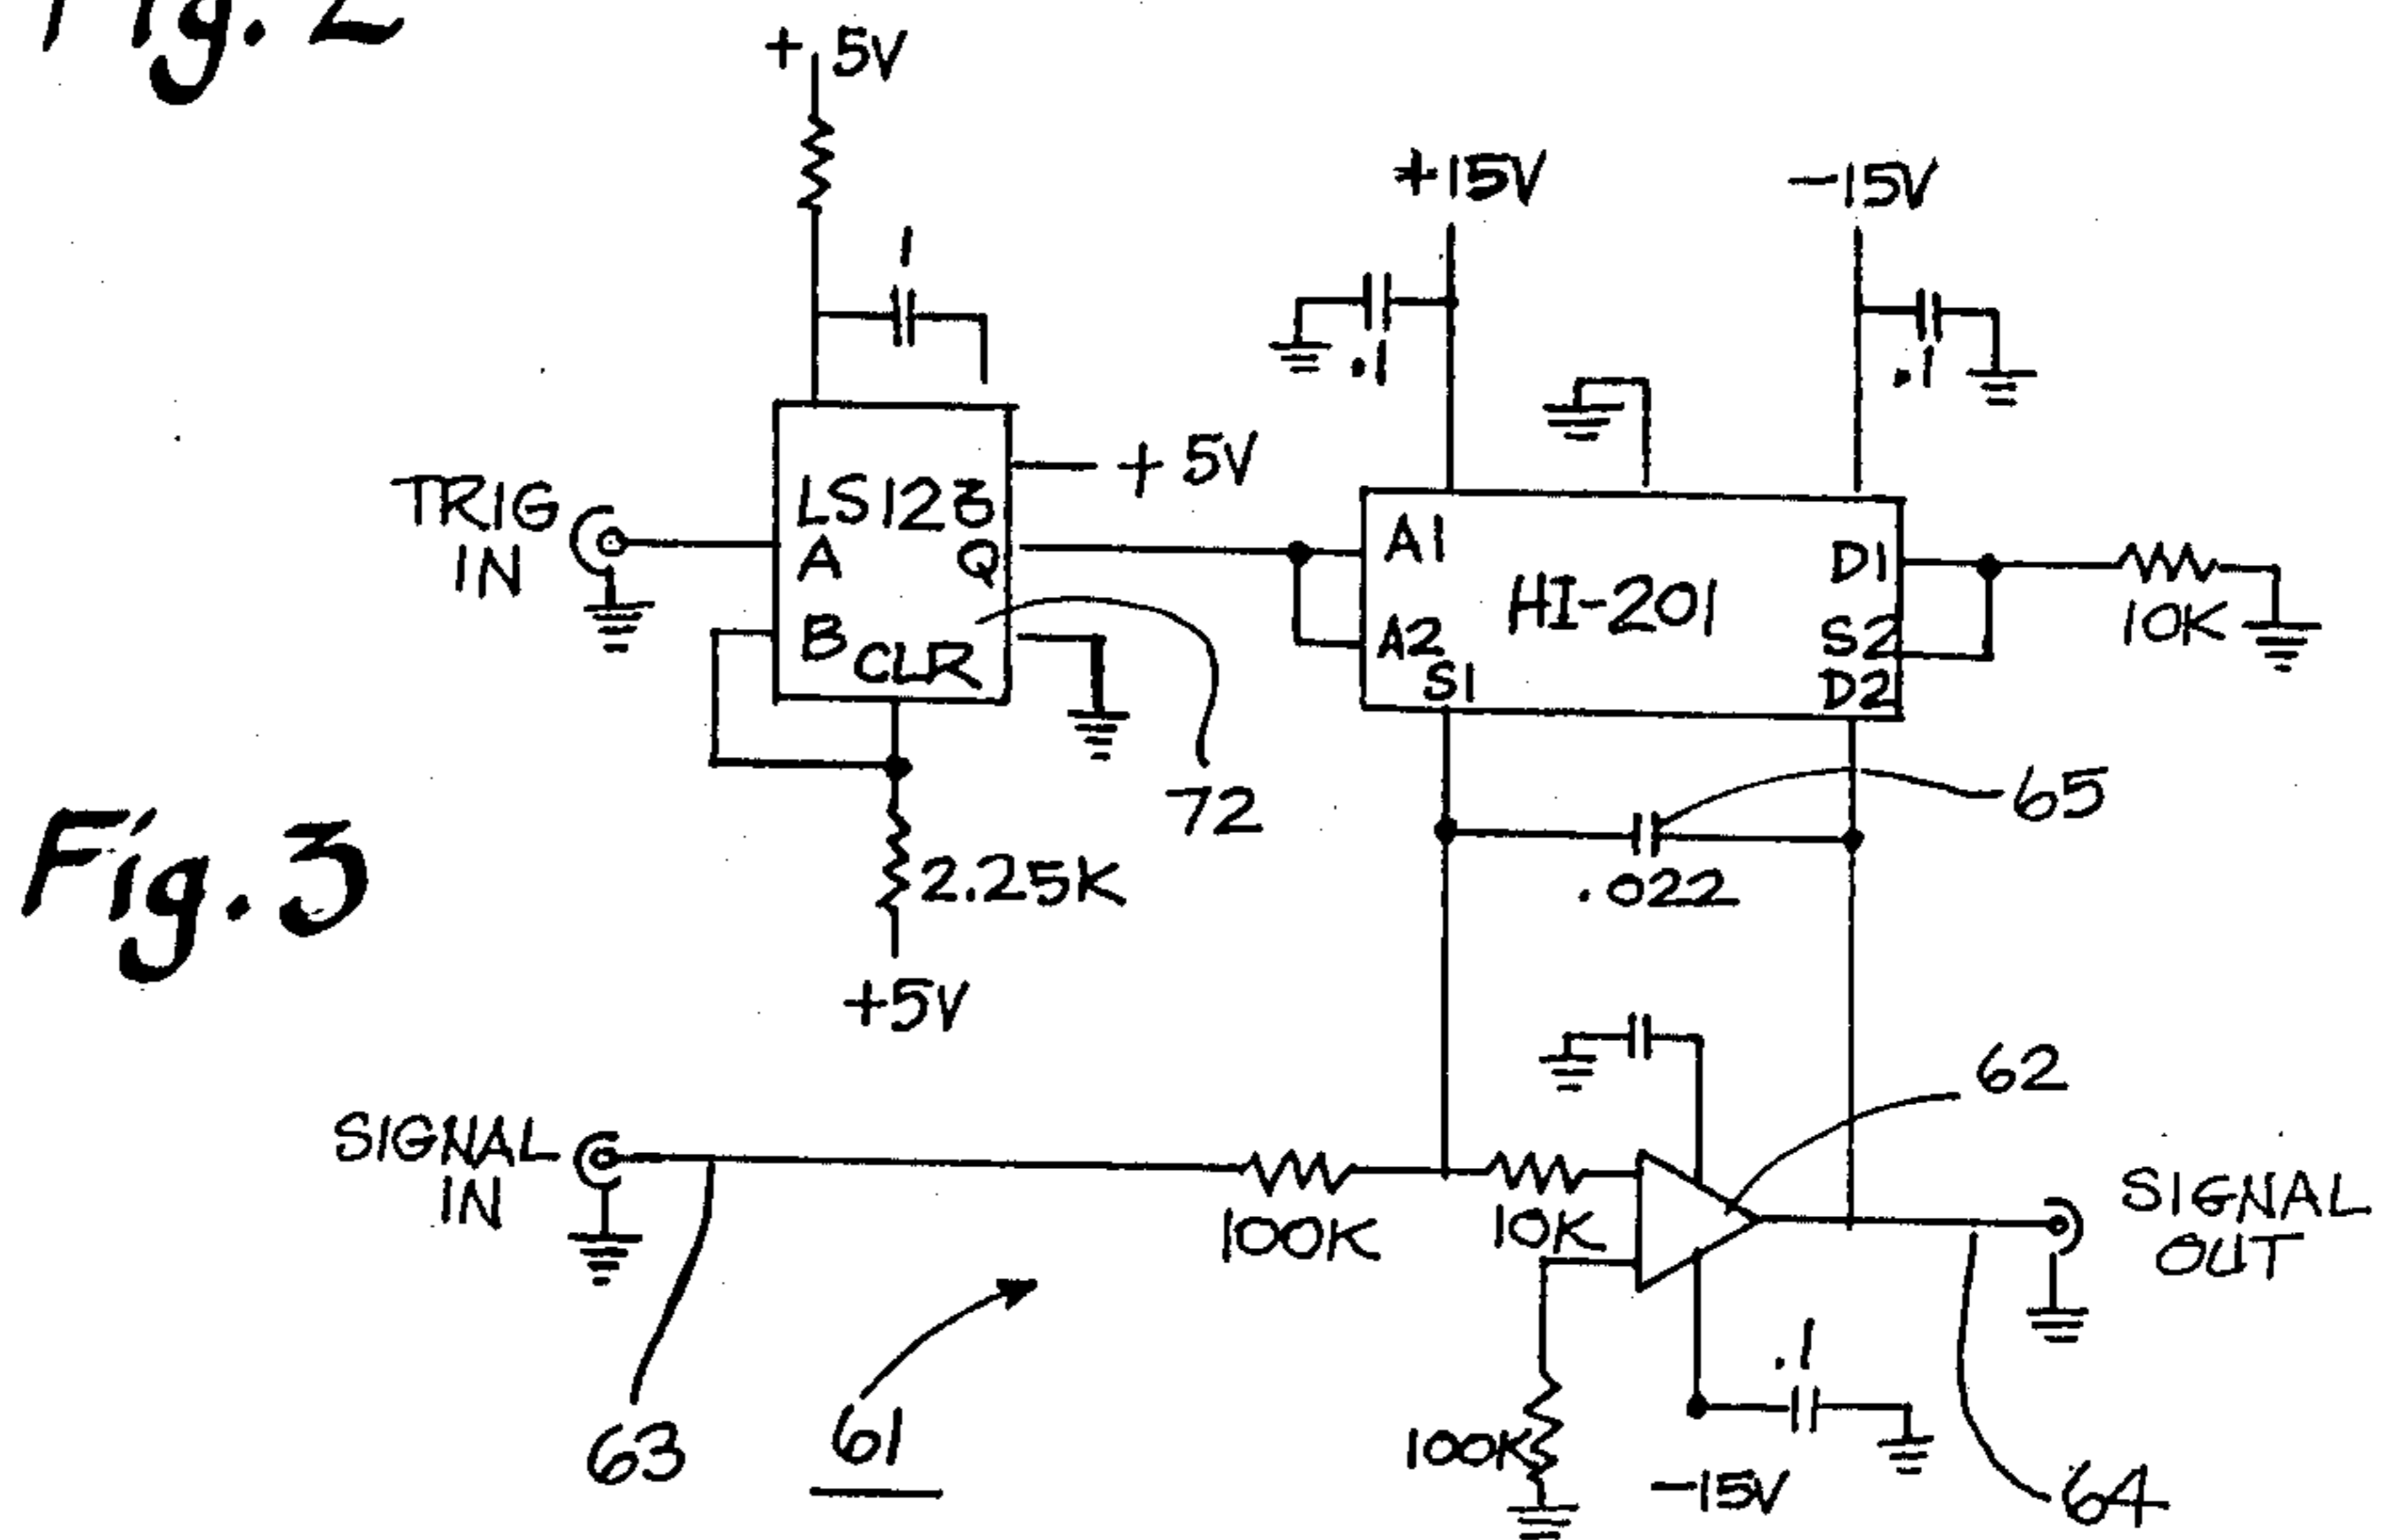 Fig. 2
+ 5V
1
+15V
-15V
.1
.1
+ 5V
TRIG
IN
LS123
A
Q
B
CLR
A1
A2
S1
HI-201
D1
S2
D2
10K
72
65
.022
Fig. 3
2.25K
+5V
62
SIGNAL
IN
100K
10K
SIGNAL
OUT
.1
63
61
100K
-15V
64